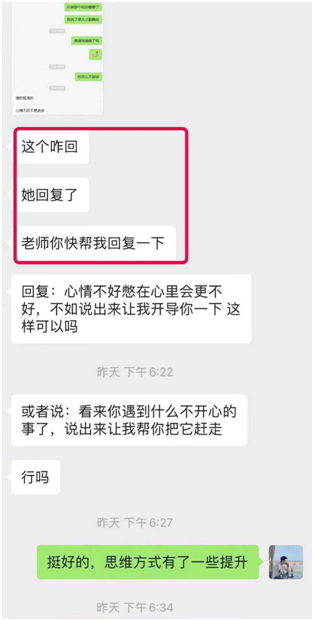 这个咋回
她回复了
老师你快帮我回复一下
回复：心情不好憋在心里会更不
好，不如说出来让我开导你一下 这
样可以吗
昨天 下午6:22
或者说：看来你遇到什么不开心的
事了，说出来让我帮你把它赶走
行吗
昨天 下午6:27
挺好的，思维方式有了一些提升
昨天 下午6:34